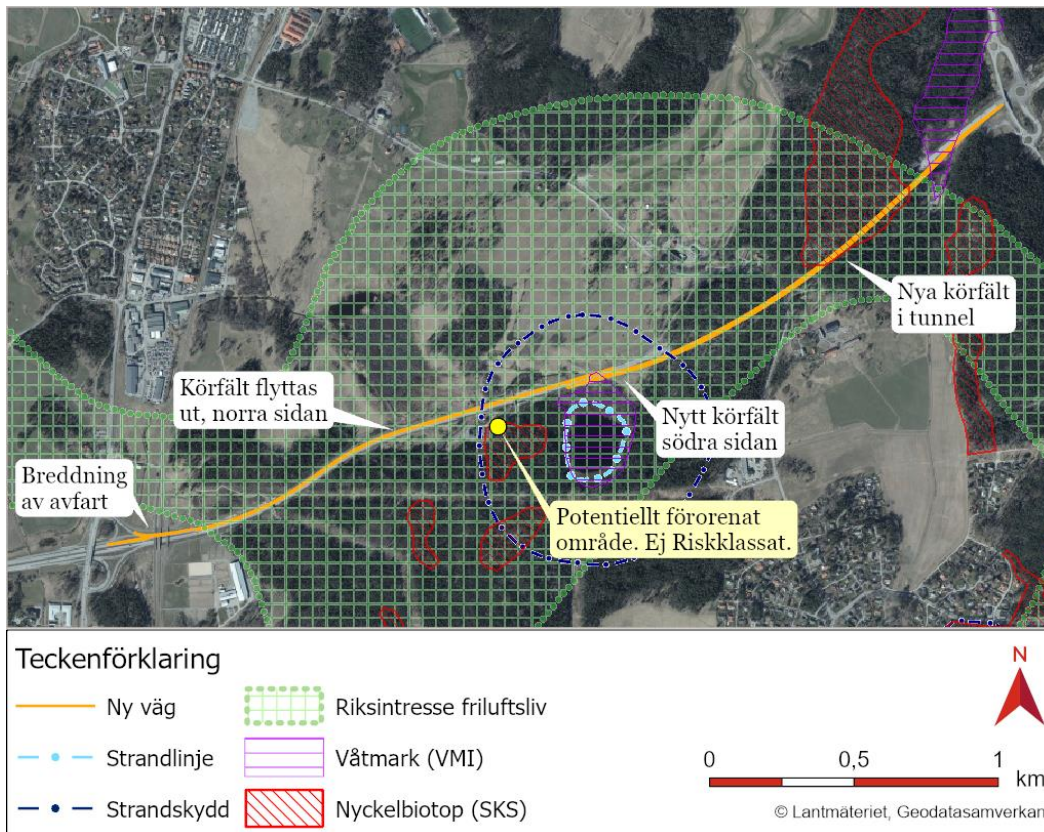 Nya körfält
i tunnel
Körfält flyttas
ut, norra sidan
Nytt körfält
södra sidan
Breddning
av avfart
Potentiellt förorenat
område. Ej Riskklassat.
Teckenförklaring
Ny väg
Riksintresse friluftsliv
Strandlinje
Våtmark (VMI)
Strandskydd
Nyckelbiotop (SKS)
N
0 0,5 1
km
© Lantmäteriet, Geodatasamverkan